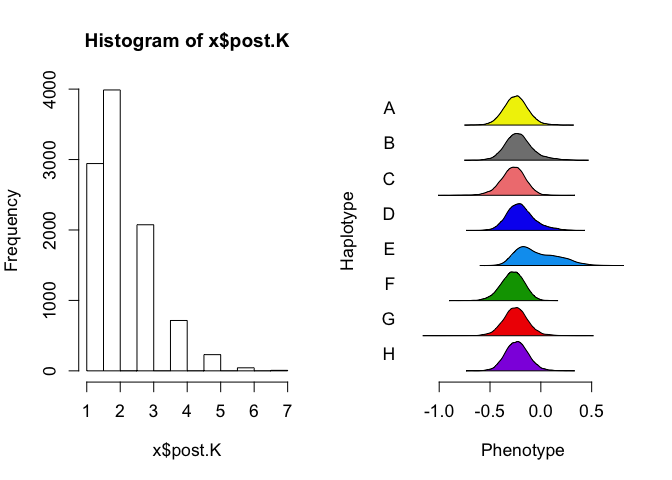 Histogram of x$post.K
Frequency
4000
3000
2000
1000
0
1 2 3 4 5 6 7
x$post.K
Haplotype
A
B
C
D
E
F
G
H
-1.0 -0.5 0.0 0.5
Phenotype